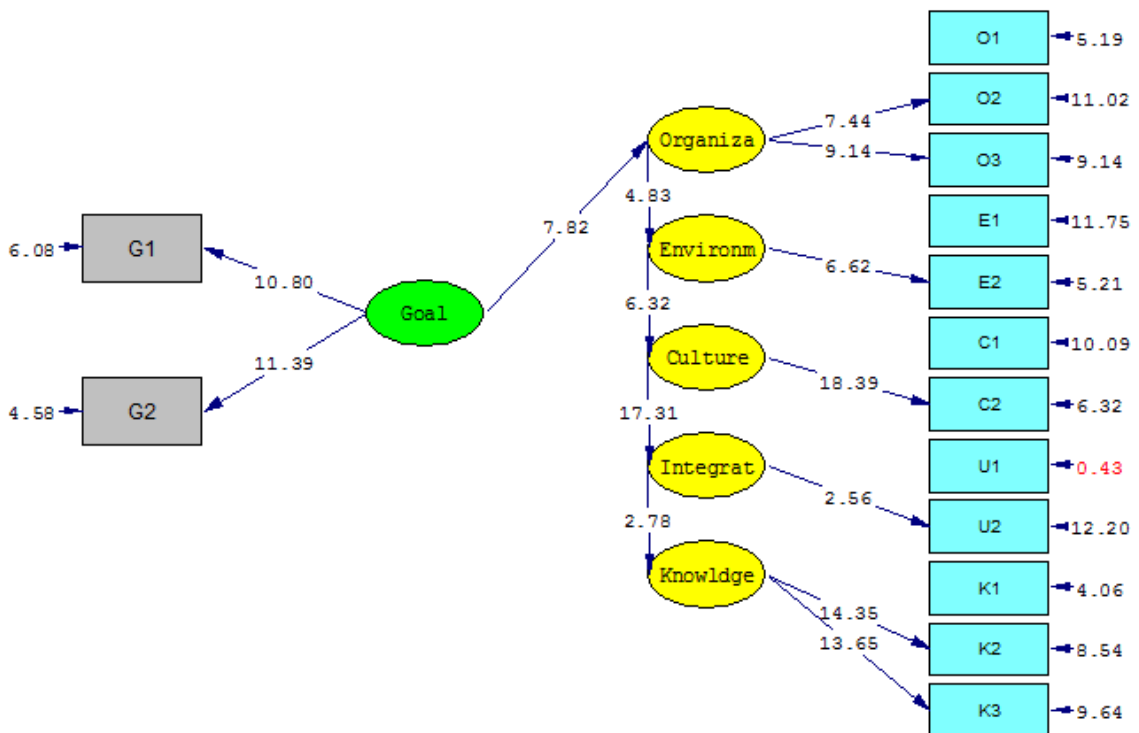 O1
5.19
O2
11.02
Organiza
7.44
9.14
O3
9.14
4.83
E1
11.75
7.82
6.08
G1
Environm
6.62
E2
5.21
10.80
6.32
Goal
C1
10.09
Culture
11.39
18.39
C2
6.32
4.58
G2
17.31
U1
0.43
Integrat
2.56
U2
12.20
2.78
Knowldge
K1
4.06
14.35
13.65
K2
8.54
K3
9.64